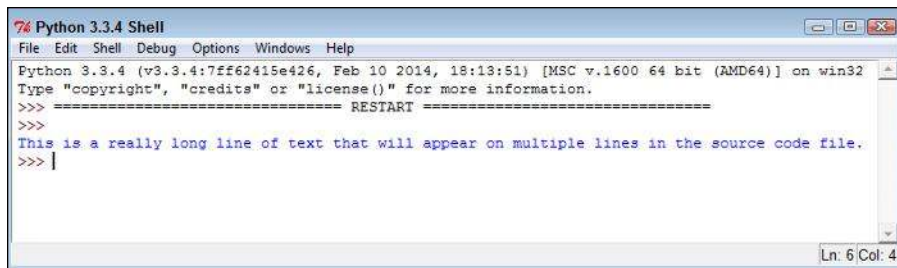 Python 3.3.4 Shell
File Edit Shell Debug Options Windows Help
Python 3.3.4 (v3.3.4:7ff62415e426, Feb 10 2014, 18:13:51) [MSC v.1600 64 bit (AMD64)] on win32
Type "copyright", "credits" or "license()" for more information.
>>> ================================ RESTART ================================
>>>
This is a really long line of text that will appear on multiple lines in the source code file.
>>>
Ln: 6 Col: 4